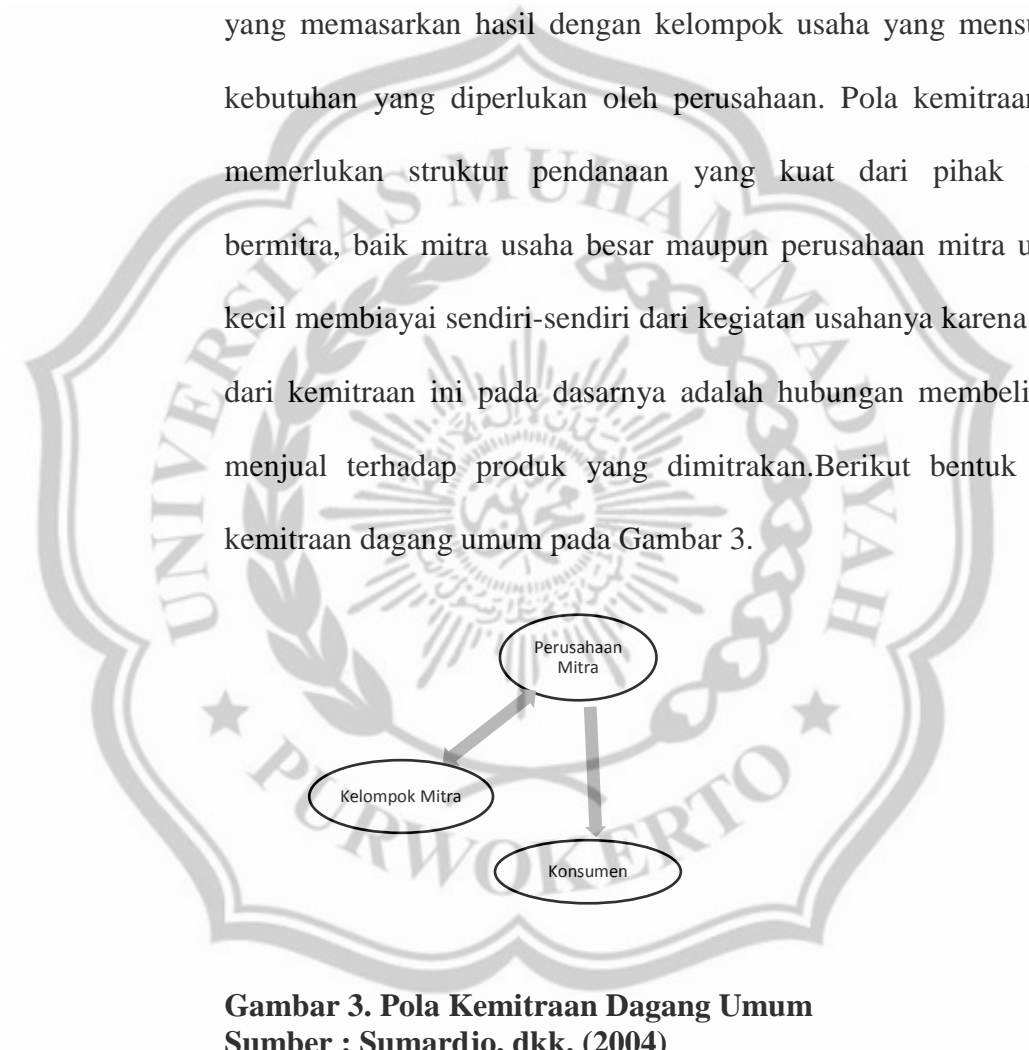 yang memasarkan hasil dengan kelompok usaha yang
kebutuhan yang diperlukan oleh perusahaan. Pola kemitraan
memerlukan struktur pendanaan yang kuat dari pihak
bermitra, baik mitra usaha besar maupun perusahaan mitra
kecil membiayai sendiri-sendiri dari kegiatan usahanya karena
dari kemitraan ini pada dasarnya adalah hubungan membeli
menjual terhadap produk yang dimitrakan.Berikut bentuk
kemitraan dagang umum pada Gambar 3.
Perusahaan
Mitra
Kelompok Mitra
Konsumen
Gambar 3. Pola Kemitraan Dagang Umum
Sumber : Sumardjo, dkk. (2004)
UNIVERSITAS MUHAMMADIYAH
PURWOKERTO